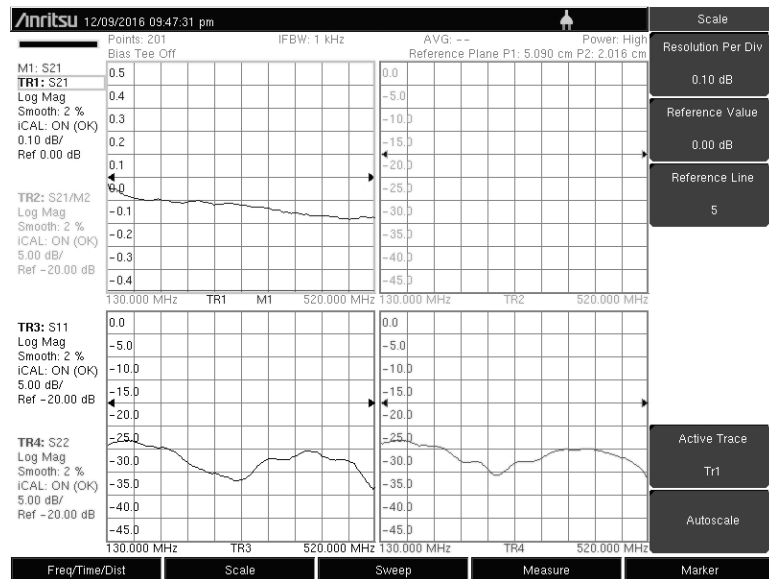 Anritsu 12/09/2016 09:47:31 pm
Points: 201 IFBW: 1 kHz AVG: -- Power: High
Bias Tee Off Reference Plane P1: 5.090 cm P2: 2.016 cm
M1: S21
TR1: S21
Log Mag
Smooth: 2 %
iCAL: ON (OK)
0.10 dB/
Ref 0.00 dB
TR2: S21/M2
Log Mag
Smooth: 2 %
iCAL: ON (OK)
5.00 dB/
Ref -20.00 dB
0.5
0.4
0.3
0.2
0.1
0.0
-0.1
-0.2
-0.3
-0.4
130.000 MHz TR1 M1 520.000 MHz
0.0
-5.0
-10.0
-15.0
-20.0
-25.0
-30.0
-35.0
-40.0
-45.0
130.000 MHz TR2 520.000 MHz
TR3: S11
Log Mag
Smooth: 2 %
iCAL: ON (OK)
5.00 dB/
Ref -20.00 dB
TR4: S22
Log Mag
Smooth: 2 %
iCAL: ON (OK)
5.00 dB/
Ref -20.00 dB
0.0
-5.0
-10.0
-15.0
-20.0
-25.0
-30.0
-35.0
-40.0
-45.0
130.000 MHz TR3 520.000 MHz
0.0
-5.0
-10.0
-15.0
-20.0
-25.0
-30.0
-35.0
-40.0
-45.0
130.000 MHz TR4 520.000 MHz
Scale
Resolution Per Div
0.10 dB
Reference Value
0.00 dB
Reference Line
5
Active Trace
Tr1
Autoscale
Freq/Time/Dist Scale Sweep Measure Marker